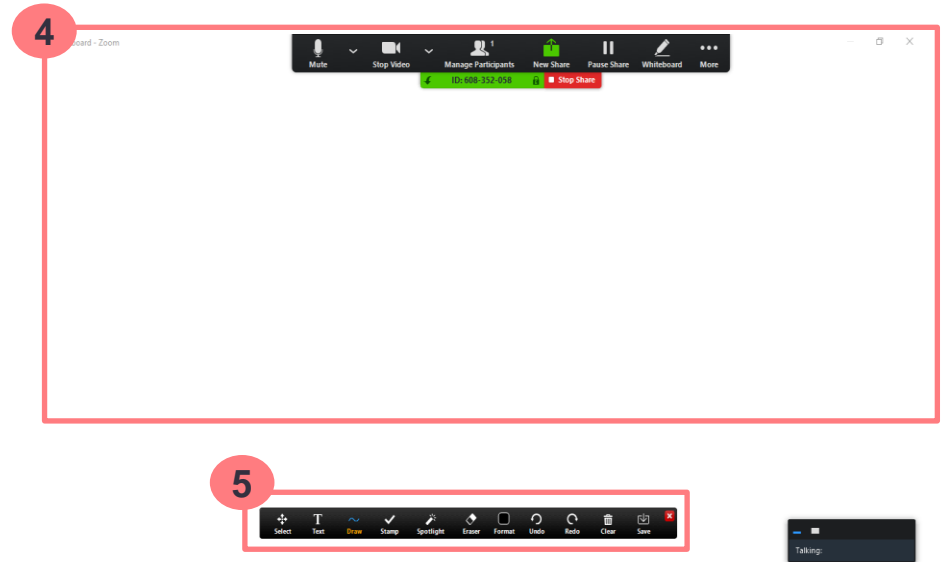 4
board - Zoom
1
Mute Stop Video Manage Participants New Share Pause Share Whiteboard More
ID: 608-352-058 Stop Share
5
Select Text Draw Stamp Spotlight Eraser Format Undo Redo Clear Save
Talking: